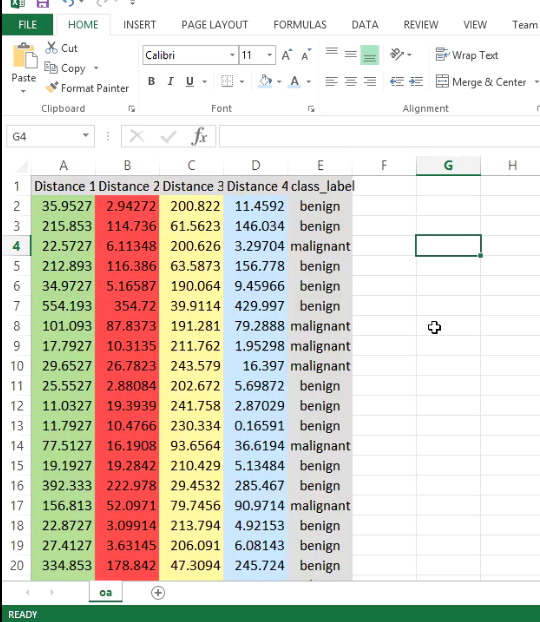 FILE HOME INSERT PAGE LAYOUT FORMULAS DATA REVIEW VIEW Team
Cut
Copy
Format Painter
Paste
Clipboard
Calibri 11 A A
B I U A
Font
Wrap Text
Merge & Center
Alignment
G4 fx
A B C D E F G H
1 Distance 1 Distance 2 Distance 3 Distance 4 class_label
2 35.9527 2.94272 200.822 11.4592 benign
3 215.853 114.736 61.5623 146.034 benign
4 22.5727 6.11348 200.626 3.29704 malignant
5 212.893 116.386 63.5873 156.778 benign
6 34.9727 5.16587 190.064 9.45966 benign
7 554.193 354.72 39.9114 429.997 benign
8 101.093 87.8373 191.281 79.2888 malignant
9 17.7927 10.3135 211.762 1.95298 malignant
10 29.6527 26.7823 243.579 16.397 malignant
11 25.5527 2.88084 202.672 5.69872 benign
12 11.0327 19.3939 241.758 2.87029 benign
13 11.7927 10.4766 230.334 0.16591 benign
14 77.5127 16.1908 93.6564 36.6194 malignant
15 19.1927 19.2842 210.429 5.13484 benign
16 392.333 222.978 29.4532 285.467 benign
17 156.813 52.0971 79.7456 90.9714 malignant
18 22.8727 3.09914 213.794 4.92153 benign
19 27.4127 3.63145 206.091 6.08143 benign
20 334.853 178.842 47.3094 245.724 benign
oa
READY